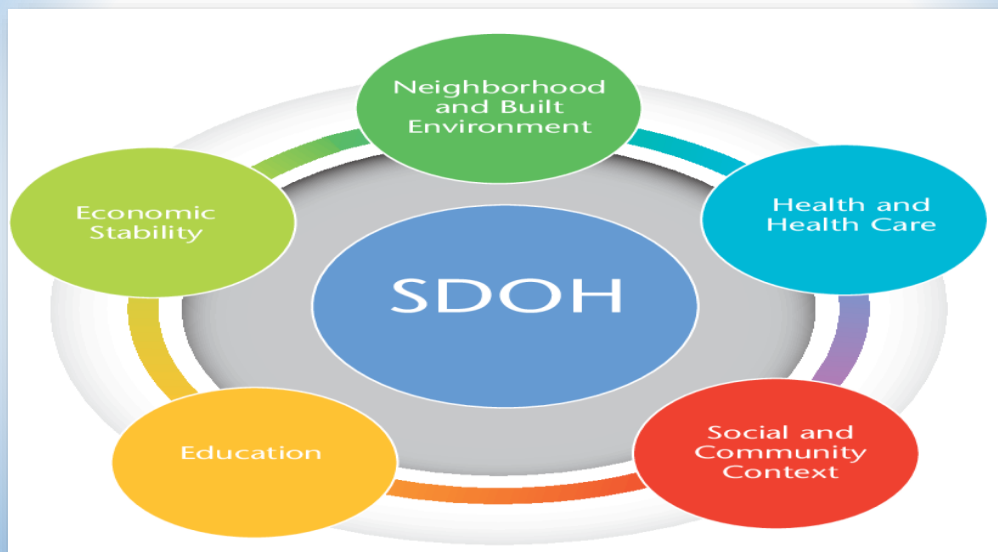 Neighborhood
and Built
Environment
Economic
Stability
Health and
Health Care
SDOH
Education
Social and
Community
Context